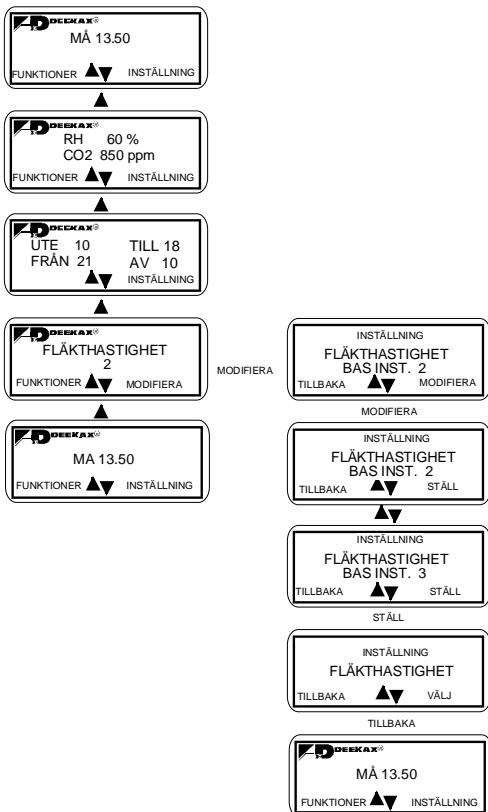 DEEKAX®
MÅ 13.50
FUNKTIONER INSTÄLLNING
DEEKAX®
RH 60 %
CO2 850 ppm
FUNKTIONER INSTÄLLNING
DEEKAX®
UTE 10 TILL 18
FRÅN 21 AV 10
INSTÄLLNING
DEEKAX®
FLÄKTHASTIGHET
2
FUNKTIONER MODIFIERA
DEEKAX®
MA 13.50
FUNKTIONER INSTÄLLNING
MODIFIERA
INSTÄLLNING
FLÄKTHASTIGHET
BAS INST. 2
TILLBAKA MODIFIERA
MODIFIERA
INSTÄLLNING
FLÄKTHASTIGHET
BAS INST. 2
TILLBAKA STÄLL
INSTÄLLNING
FLÄKTHASTIGHET
BAS INST. 3
TILLBAKA STÄLL
STÄLL
INSTÄLLNING
FLÄKTHASTIGHET
TILLBAKA VÄLJ
TILLBAKA
DEEKAX®
MÅ 13.50
FUNKTIONER INSTÄLLNING